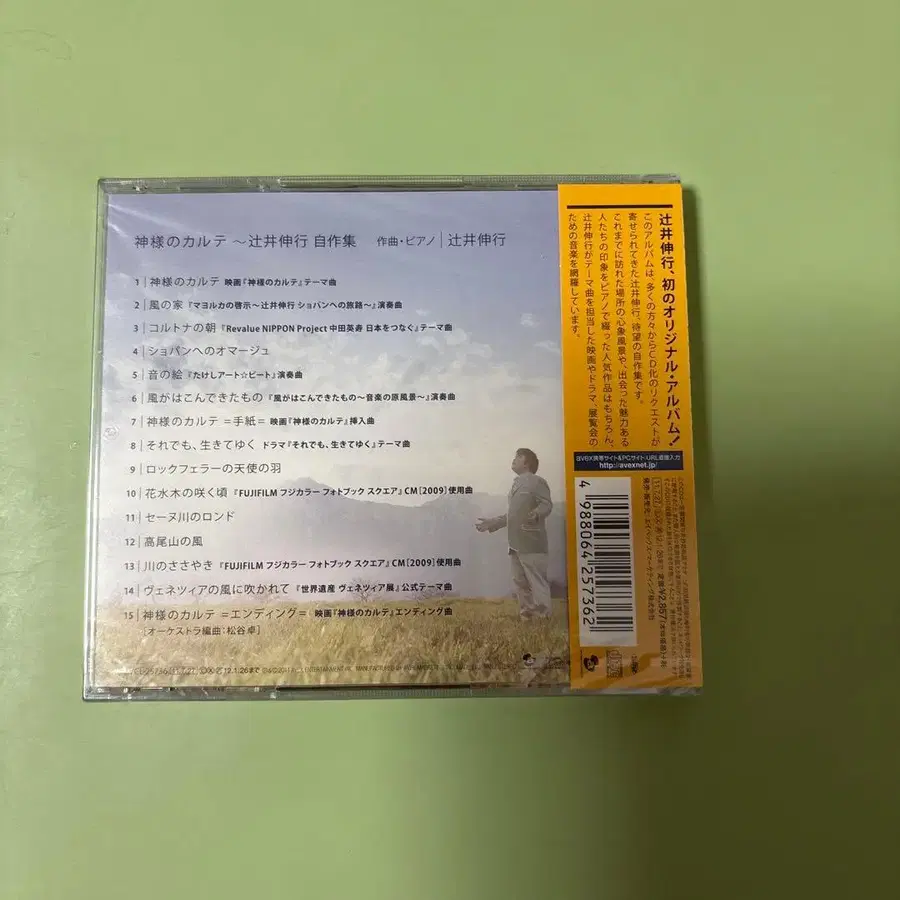 神様のカルテ ～辻井伸行 自作集 作曲・ピアノ│辻井伸行
1│神様のカルテ 映画『神様のカルテ』テーマ曲
2│風の家『マヨルカの啓示～辻井伸行 ショパンへの旅路～』演奏曲
3│コルトナの朝『Revalue NIPPON Project 中田英寿 日本をつなぐ』テーマ曲
4│ショパンへのオマージュ
5│音の絵『たけしアート☆ビート』演奏曲
6│風がはこんできたもの『風がはこんできたもの～音楽の原風景～』演奏曲
7│神様のカルテ＝手紙＝ 映画『神様のカルテ』挿入曲
8│それでも、生きてゆく ドラマ『それでも、生きてゆく』テーマ曲
9│ロックフェラーの天使の羽
10│花水木の咲く頃『FUJIFILM フジカラー フォトブック スクエア』CM[2009]使用曲
11│セーヌ川のロンド
12│高尾山の風
13│川のささやき『FUJIFILM フジカラー フォトブック スクエア』CM[2009]使用曲
14│ヴェネツィアの風に吹かれて『世界遺産 ヴェネツィア展』公式テーマ曲
15│神様のカルテ＝エンディング＝ 映画『神様のカルテ』エンディング曲
[オーケストラ編曲：松谷卓]
辻井伸行、初のオリジナル・アルバム！
このアルバムは、多くの方々からCD化のリクエストが
寄せられてきた辻井伸行、待望の自作集です。
これまでに訪れた場所の心象風景や、出会った魅力ある
人たちの印象をピアノで綴った人気作品はもちろん、
辻井伸行がテーマ曲を担当した映画やドラマ、展覧会の
ための音楽を網羅しています。
avex携帯サイト&PCサイト：URL直接入力
http://avexnet.jp/
4988064257362